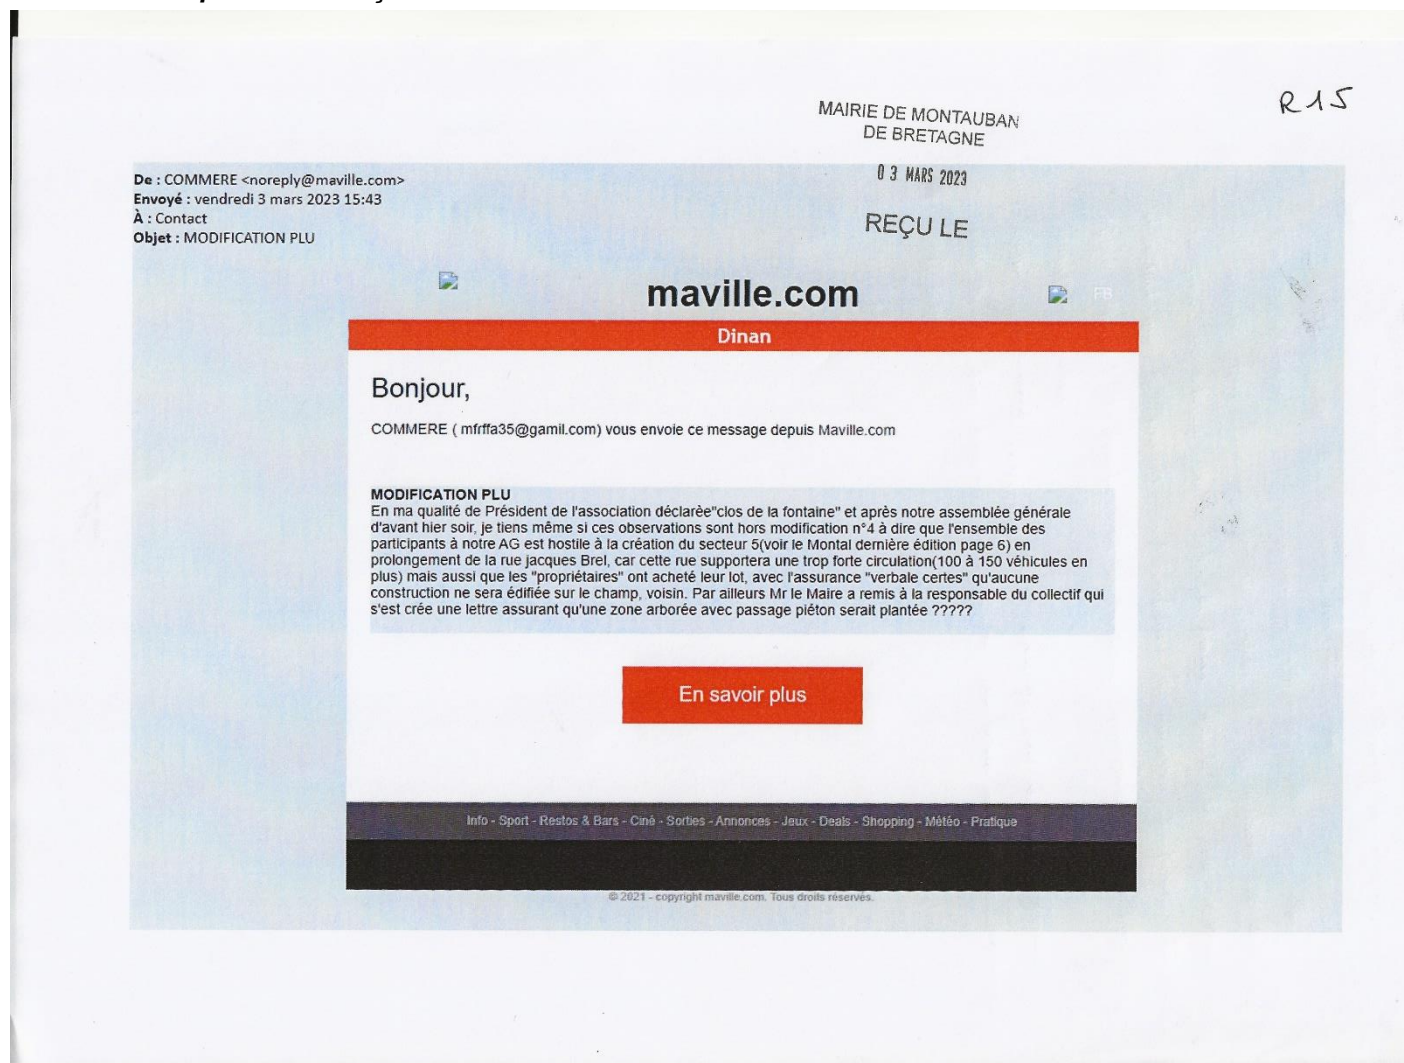 R15
MAIRIE DE MONTAUBAN
DE BRETAGNE
03 MARS 2023
REÇU LE
De : COMMERE <noreply@maville.com>
Envoyé : vendredi 3 mars 2023 15:43
À : Contact
Objet : MODIFICATION PLU
maville.com
FB
Dinan
Bonjour,
COMMERE ( mfrffa35@gamil.com) vous envoie ce message depuis Maville.com
MODIFICATION PLU
En ma qualité de Président de l'association déclarèe"clos de la fontaine" et après notre assemblée générale
d'avant hier soir, je tiens même si ces observations sont hors modification n°4 à dire que l'ensemble des
participants à notre AG est hostile à la création du secteur 5(voir le Montal dernière édition page 6) en
prolongement de la rue jacques Brel, car cette rue supportera une trop forte circulation(100 à 150 véhicules en
plus) mais aussi que les "propriétaires" ont acheté leur lot, avec l'assurance "verbale certes" qu'aucune
construction ne sera édifiée sur le champ, voisin. Par ailleurs Mr le Maire a remis à la responsable du collectif qui
s'est crée une lettre assurant qu'une zone arborée avec passage piéton serait plantée ?????
En savoir plus
Info - Sport - Restos & Bars - Ciné - Sorties - Annonces - Jeux - Deals - Shopping - Météo - Pratique
© 2021 - copyright maville.com. Tous droits réservés.